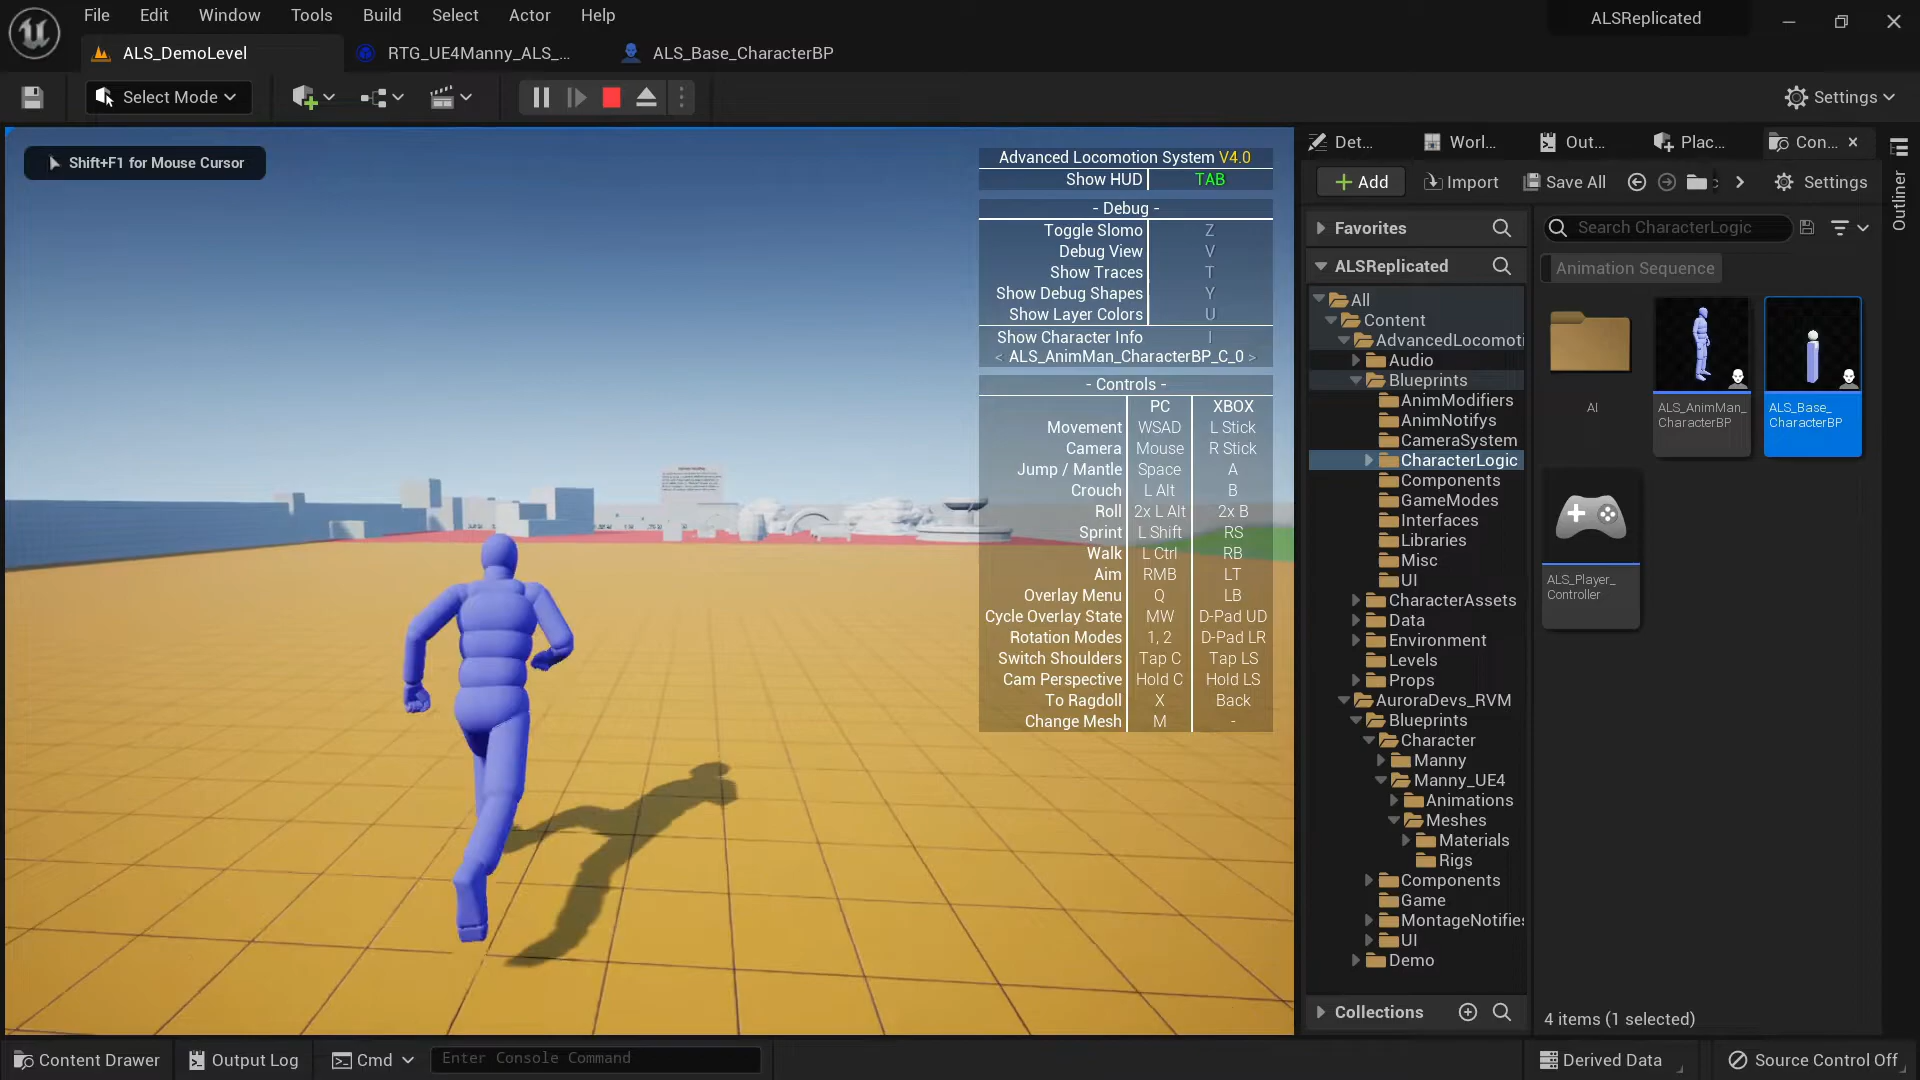 File Edit Window Tools Build Select Actor Help
ALSReplicated
ALS_DemoLevel
RTG_UE4Manny_ALS_...
ALS_Base_CharacterBP
Select Mode
Settings
Shift+F1 for Mouse Cursor
Advanced Locomotion System V4.0
Show HUD TAB
- Debug -
Toggle Slomo Z
Debug View V
Show Traces T
Show Debug Shapes Y
Show Layer Colors U
Show Character Info I
< ALS_AnimMan_CharacterBP_C_0 >
- Controls -
PC XBOX
Movement WSAD L Stick
Camera Mouse R Stick
Jump / Mantle Space A
Crouch L Alt B
Roll 2x L Alt 2x B
Sprint L Shift RS
Walk L Ctrl RB
Aim RMB LT
Overlay Menu Q LB
Cycle Overlay State MW D-Pad UD
Rotation Modes 1, 2 D-Pad LR
Switch Shoulders Tap C Tap LS
Cam Perspective Hold C Hold LS
To Ragdoll X Back
Change Mesh M -
Det... Worl... Out... Plac... Con...
Add Import Save All Settings
Outliner
Favorites
ALSReplicated
All
Content
AdvancedLocomoti
Audio
Blueprints
AnimModifiers
AnimNotifys
CameraSystem
CharacterLogic
Components
GameModes
Interfaces
Libraries
Misc
UI
CharacterAssets
Data
Environment
Levels
Props
AuroraDevs_RVM
Blueprints
Character
Manny
Manny_UE4
Animations
Meshes
Materials
Rigs
Components
Game
MontageNotifies
UI
Demo
Collections
Search CharacterLogic
Animation Sequence
AI
ALS_AnimMan_
CharacterBP
ALS_Base_
CharacterBP
ALS_Player_
Controller
4 items (1 selected)
Content Drawer Output Log Cmd Enter Console Command
Derived Data Source Control Off